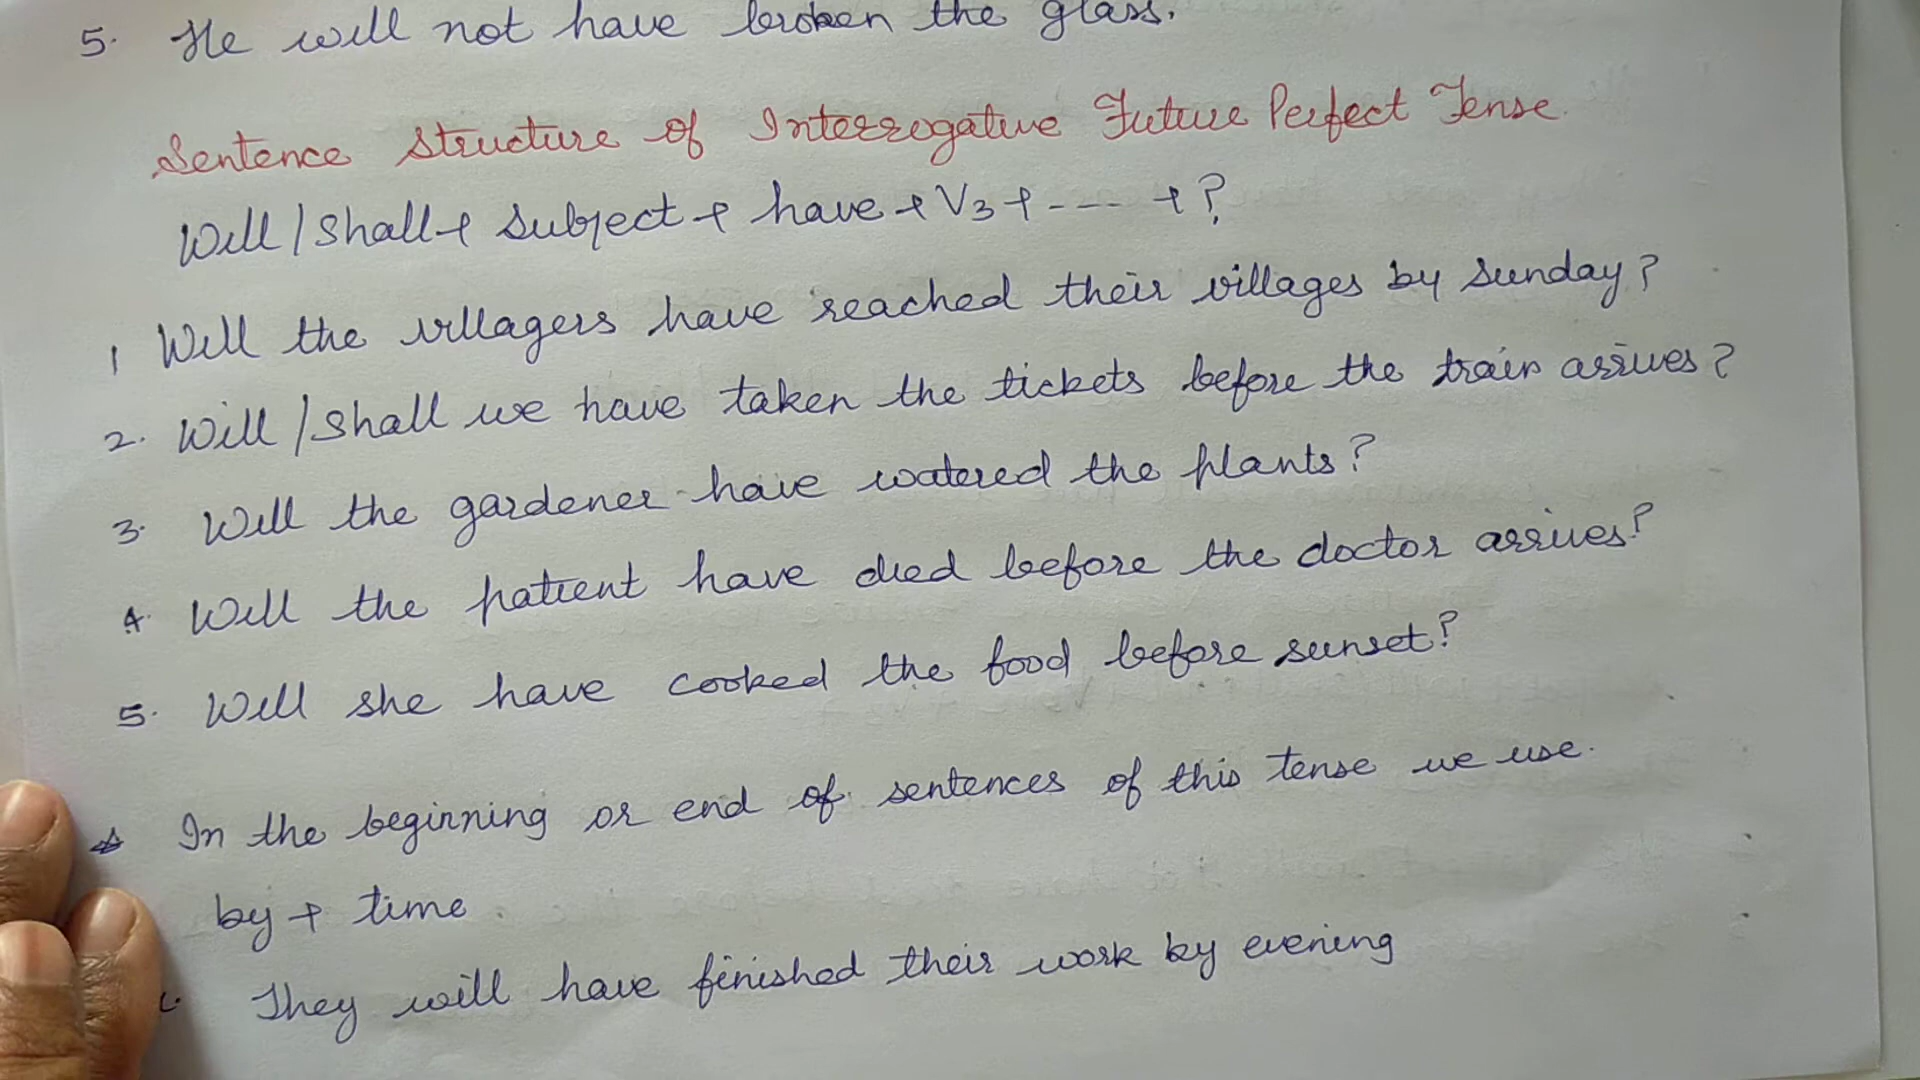 5. He will not have broken the glass.
Sentence structure of Interrogative Future Perfect Tense.
Will / Shall + Subject + have + V3 + ---- + ?
1 Will the villagers have reached their villages by sunday?
2. Will / shall we have taken the tickets before the train arrives?
3. Will the gardener have watered the plants?
4. Will the patient have died before the doctor arrives?
5. Will she have cooked the food before sunset?
In the beginning or end of sentences of this tense we use.
by + time.
They will have finished their work by evening